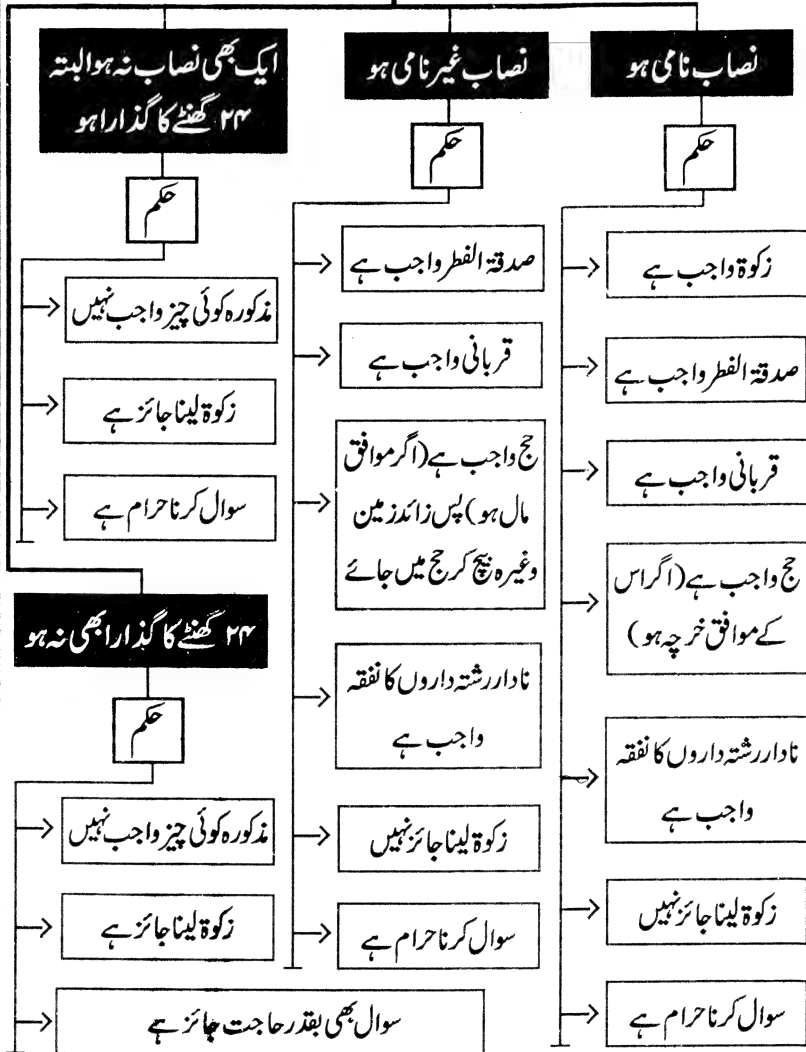 نصاب نامی ہو
حکم
زکوۃ واجب ہے
صدقۃ الفطر واجب ہے
قربانی واجب ہے
حج واجب ہے (اگر اس
کے موافق خرچہ ہو)
نادار رشتہ داروں کا نفقہ
واجب ہے
زکوۃ لینا جائز نہیں
سوال کرنا حرام ہے
نصاب غیر نامی ہو
حکم
صدقۃ الفطر واجب ہے
قربانی واجب ہے
حج واجب ہے (اگر موافق
مال ہو) پس زائد زمین
وغیرہ بیچ کر حج میں جائے
نادار رشتہ داروں کا نفقہ
واجب ہے
زکوۃ لینا جائز نہیں
سوال کرنا حرام ہے
ایک بھی نصاب نہ ہو البتہ
۲۴ گھنٹے کا گذارا ہو
حکم
مذکورہ کوئی چیز واجب نہیں
زکوۃ لینا جائز ہے
سوال کرنا حرام ہے
۲۴ گھنٹے کا گذارا بھی نہ ہو
حکم
مذکورہ کوئی چیز واجب نہیں
زکوۃ لینا جائز ہے
سوال بھی بقدر حاجت جائز ہے